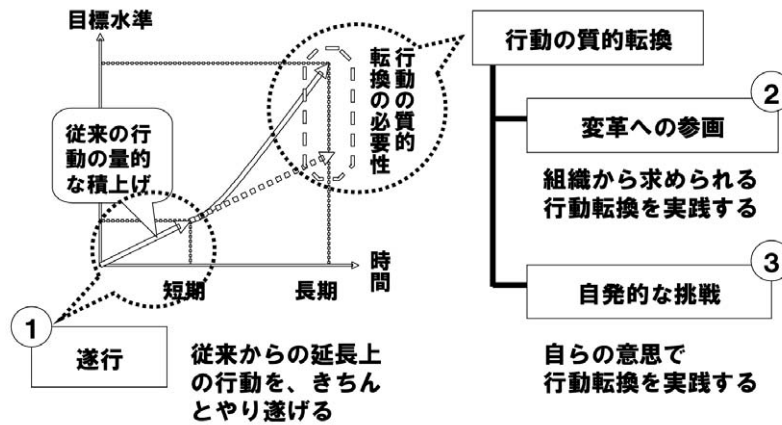 目標水準
従来の行
動の量的
な積上げ
行動の質的
転換の必要性
短期
長期
時間
1
遂行
従来からの延長上
の行動を、きちん
とやり遂げる
行動の質的転換
2
変革への参画
組織から求められる
行動転換を実践する
3
自発的な挑戦
自らの意思で
行動転換を実践する